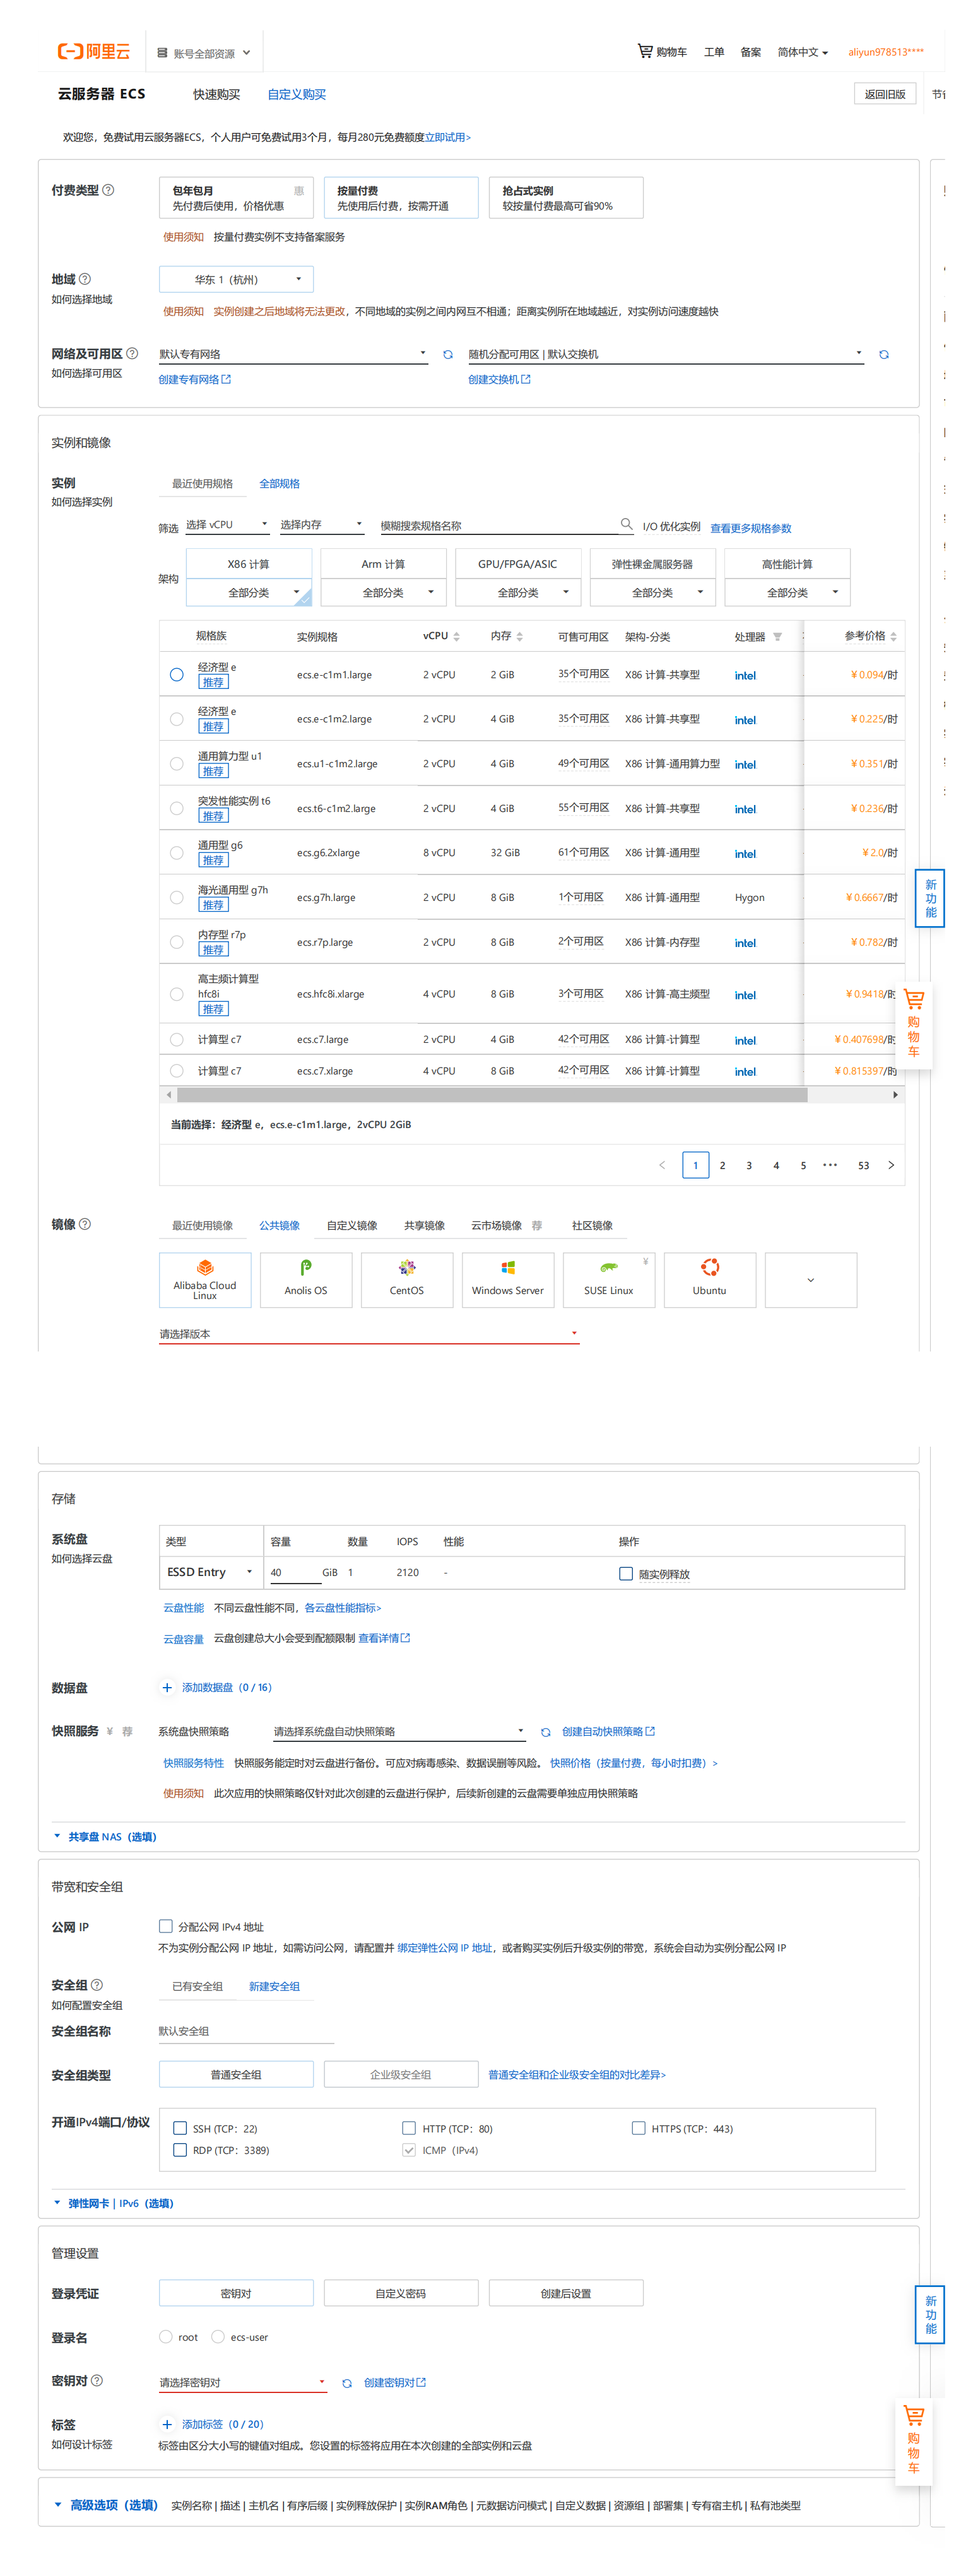 阿里云
账号全部资源
购物车 工单 备案 简体中文 aliyun978513****
云服务器 ECS 快速购买 自定义购买 返回旧版
欢迎您，免费试用云服务器ECS，个人用户可免费试用3个月，每月280元免费额度立即试用>
付费类型
包年包月 惠
先付费后使用，价格优惠
按量付费
先使用后付费，按需开通
抢占式实例
较按量付费最高可省90%
使用须知 按量付费实例不支持备案服务
地域
如何选择地域
华东 1（杭州）
使用须知 实例创建之后地域将无法更改，不同地域的实例之间内网互不相通；距离实例所在地域越近，对实例访问速度越快
网络及可用区
如何选择可用区
默认专有网络 随机分配可用区 | 默认交换机
创建专有网络 创建交换机
实例和镜像
实例
如何选择实例
最近使用规格 全部规格
筛选 选择 vCPU 选择内存 模糊搜索规格名称 I/O 优化实例 查看更多规格参数
架构
X86 计算 Arm 计算 GPU/FPGA/ASIC 弹性裸金属服务器 高性能计算
全部分类 全部分类 全部分类 全部分类 全部分类
规格族 实例规格 vCPU 内存 可售可用区 架构-分类 处理器 参考价格
经济型 e 推荐 ecs.e-c1m1.large 2 vCPU 2 GiB 35个可用区 X86 计算-共享型 intel ¥ 0.094/时
经济型 e 推荐 ecs.e-c1m2.large 2 vCPU 4 GiB 35个可用区 X86 计算-共享型 intel ¥ 0.225/时
通用算力型 u1 推荐 ecs.u1-c1m2.large 2 vCPU 4 GiB 49个可用区 X86 计算-通用算力型 intel ¥ 0.351/时
突发性能实例 t6 推荐 ecs.t6-c1m2.large 2 vCPU 4 GiB 55个可用区 X86 计算-共享型 intel ¥ 0.236/时
通用型 g6 推荐 ecs.g6.2xlarge 8 vCPU 32 GiB 61个可用区 X86 计算-通用型 intel ¥ 2.0/时
海光通用型 g7h 推荐 ecs.g7h.large 2 vCPU 8 GiB 1个可用区 X86 计算-通用型 Hygon ¥ 0.6667/时
内存型 r7p 推荐 ecs.r7p.large 2 vCPU 8 GiB 2个可用区 X86 计算-内存型 intel ¥ 0.782/时
高主频计算型 hfc8i 推荐 ecs.hfc8i.xlarge 4 vCPU 8 GiB 3个可用区 X86 计算-高主频型 intel ¥ 0.9418/时
计算型 c7 ecs.c7.large 2 vCPU 4 GiB 42个可用区 X86 计算-计算型 intel ¥ 0.407698/时
计算型 c7 ecs.c7.xlarge 4 vCPU 8 GiB 42个可用区 X86 计算-计算型 intel ¥ 0.815397/时
新功能
购物车
当前选择：经济型 e，ecs.e-c1m1.large，2vCPU 2GiB
1 2 3 4 5 ••• 53
镜像
最近使用镜像 公共镜像 自定义镜像 共享镜像 云市场镜像 荐 社区镜像
Alibaba Cloud Linux Anolis OS CentOS Windows Server SUSE Linux ¥ Ubuntu
请选择版本
存储
系统盘
如何选择云盘
类型 容量 数量 IOPS 性能 操作
ESSD Entry 40 GiB 1 2120 - 随实例释放
云盘性能 不同云盘性能不同，各云盘性能指标>
云盘容量 云盘创建总大小会受到配额限制 查看详情
数据盘 添加数据盘（0 / 16）
快照服务 ¥ 荐 系统盘快照策略 请选择系统盘自动快照策略 创建自动快照策略
快照服务特性 快照服务能定时对云盘进行备份。可应对病毒感染、数据误删等风险。 快照价格（按量付费，每小时扣费）>
使用须知 此次应用的快照策略仅针对此次创建的云盘进行保护，后续新创建的云盘需要单独应用快照策略
共享盘 NAS（选填）
带宽和安全组
公网 IP 分配公网 IPv4 地址
不为实例分配公网 IP 地址，如需访问公网，请配置并 绑定弹性公网 IP 地址，或者购买实例后升级实例的带宽，系统会自动为实例分配公网 IP
安全组 已有安全组 新建安全组
如何配置安全组
安全组名称 默认安全组
安全组类型 普通安全组 企业级安全组 普通安全组和企业级安全组的对比差异>
开通IPv4端口/协议
SSH (TCP：22) HTTP (TCP：80) HTTPS (TCP：443)
RDP (TCP：3389) ICMP（IPv4）
弹性网卡 | IPv6（选填）
管理设置
登录凭证 密钥对 自定义密码 创建后设置
新功能
登录名 root ecs-user
密钥对 请选择密钥对 创建密钥对
购物车
标签 添加标签（0 / 20）
如何设计标签 标签由区分大小写的键值对组成。您设置的标签将应用在本次创建的全部实例和云盘
高级选项（选填） 实例名称 | 描述 | 主机名 | 有序后缀 | 实例释放保护 | 实例RAM角色 | 元数据访问模式 | 自定义数据 | 资源组 | 部署集 | 专有宿主机 | 私有池类型